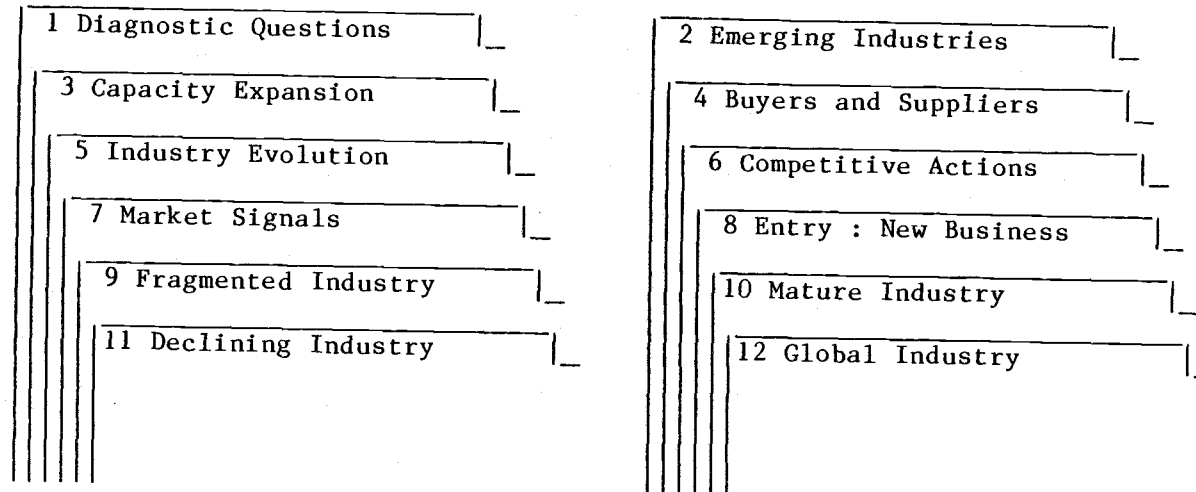 1 Diagnostic Questions
2 Emerging Industries
3 Capacity Expansion
4 Buyers and Suppliers
5 Industry Evolution
6 Competitive Actions
7 Market Signals
8 Entry : New Business
9 Fragmented Industry
10 Mature Industry
11 Declining Industry
12 Global Industry